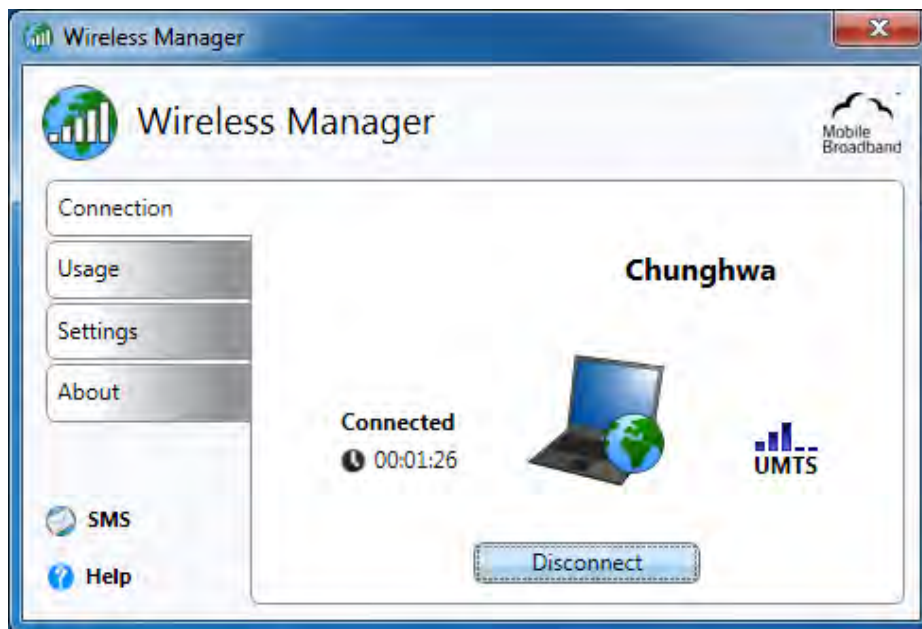 Wireless Manager
Wireless Manager
Mobile
Broadband
Connection
Usage
Settings
About
SMS
Help
Chunghwa
Connected
00:01:26
UMTS
Disconnect